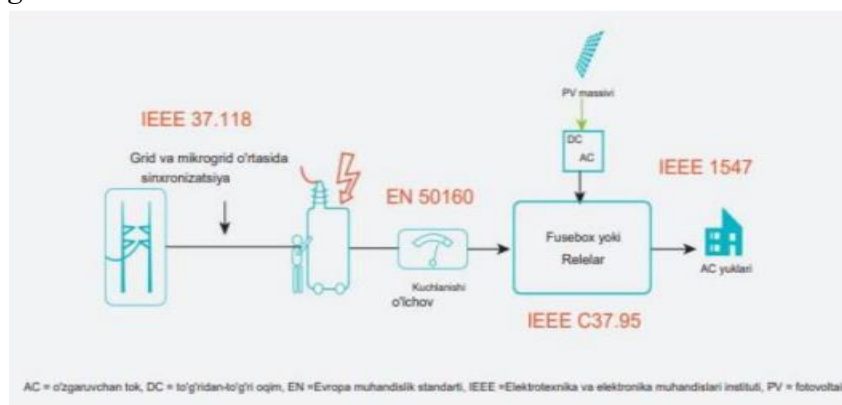 IEEE 37.118
Grid va mikrogrid o'rtasida
sinxronizatsiya
EN 50160
Kuchlanishi
o'lchov
PV massivi
DC
AC
IEEE 1547
Fusebox yoki
Relelar
AC yuklari
IEEE C37.95
AC = o'zgaruvchan tok, DC = to'g'ridan-to'g'ri oqim, EN =Evropa muhandislik standarti, IEEE =Elektrotexnika va elektronika muhandislari instituti, PV = fotovoltai